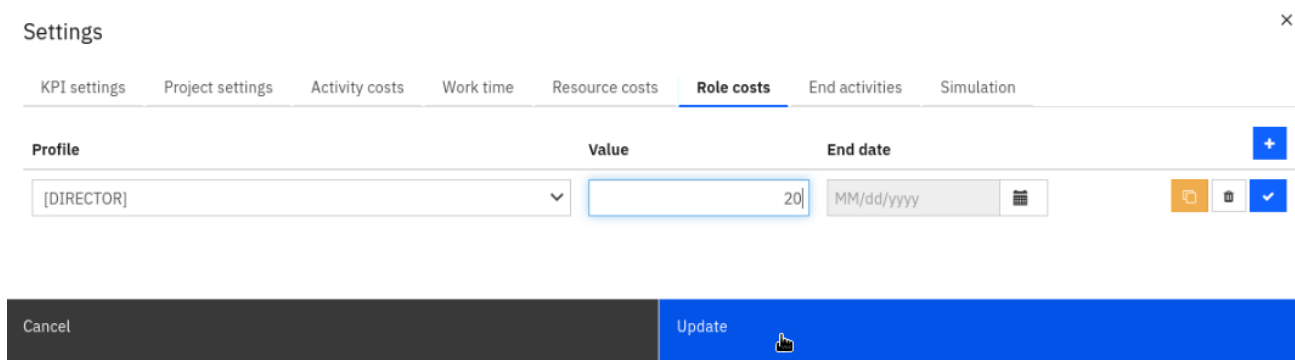 Settings
KPI settings Project settings Activity costs Work time Resource costs Role costs End activities Simulation
Profile Value End date
[DIRECTOR] 20 MM/dd/yyyy
Cancel Update